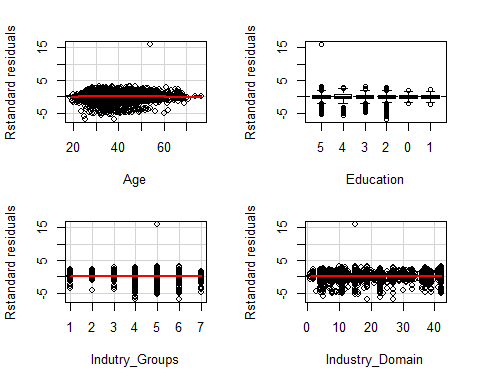 Rstandard residuals
-5 5 15
20 40 60
Age
Rstandard residuals
-5 5 15
5 4 3 2 0 1
Education
Rstandard residuals
-5 5 15
1 2 3 4 5 6 7
Indutry_Groups
Rstandard residuals
-5 5 15
0 10 20 30 40
Industry_Domain